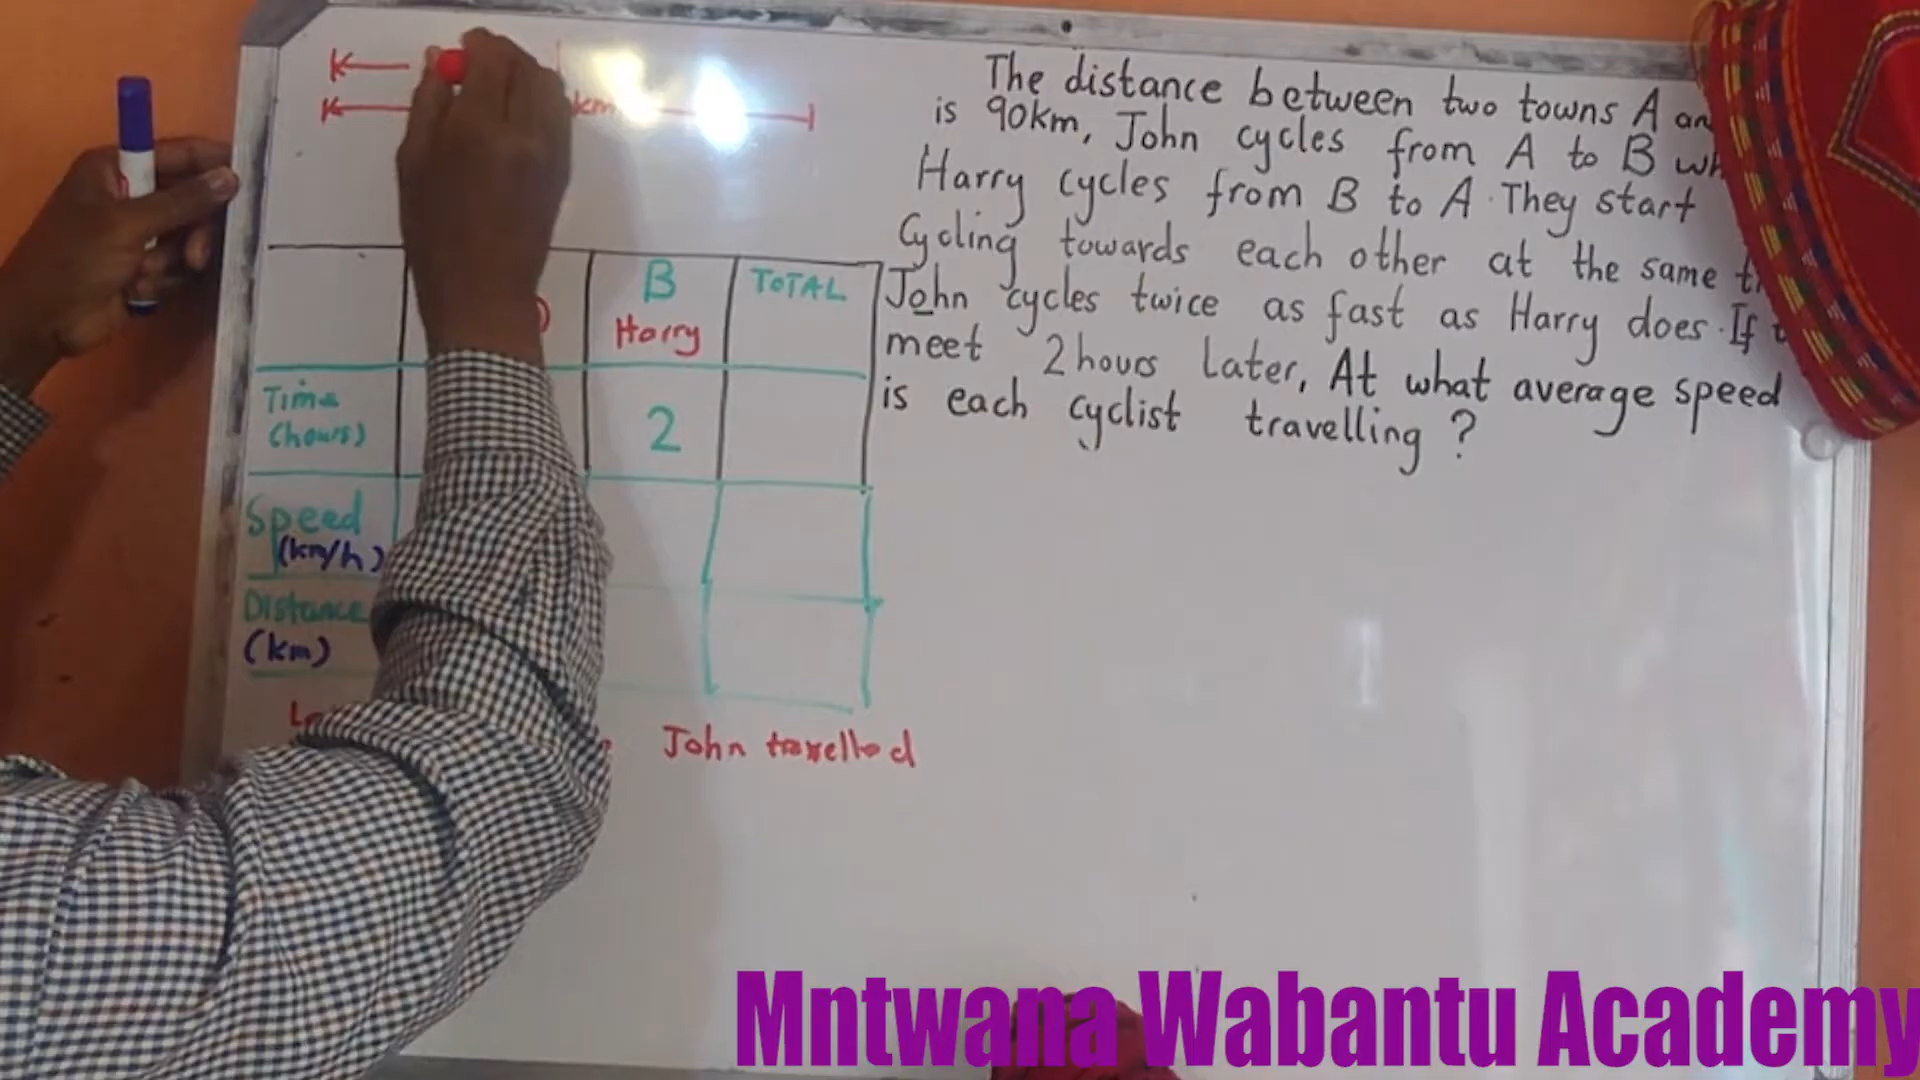 km
The distance between two towns A
is 90km, John cycles from A to B
Harry cycles from B to A. They start
Cycling towards each other at the same
John cycles twice as fast as Harry does. If
meet 2 hours Later, At what average speed
is each cyclist travelling?
B
Harry
TOTAL
Time
(hours)
2
Speed
(km/h)
Distance
(km)
John travelled
Mntwana Wabantu Academy